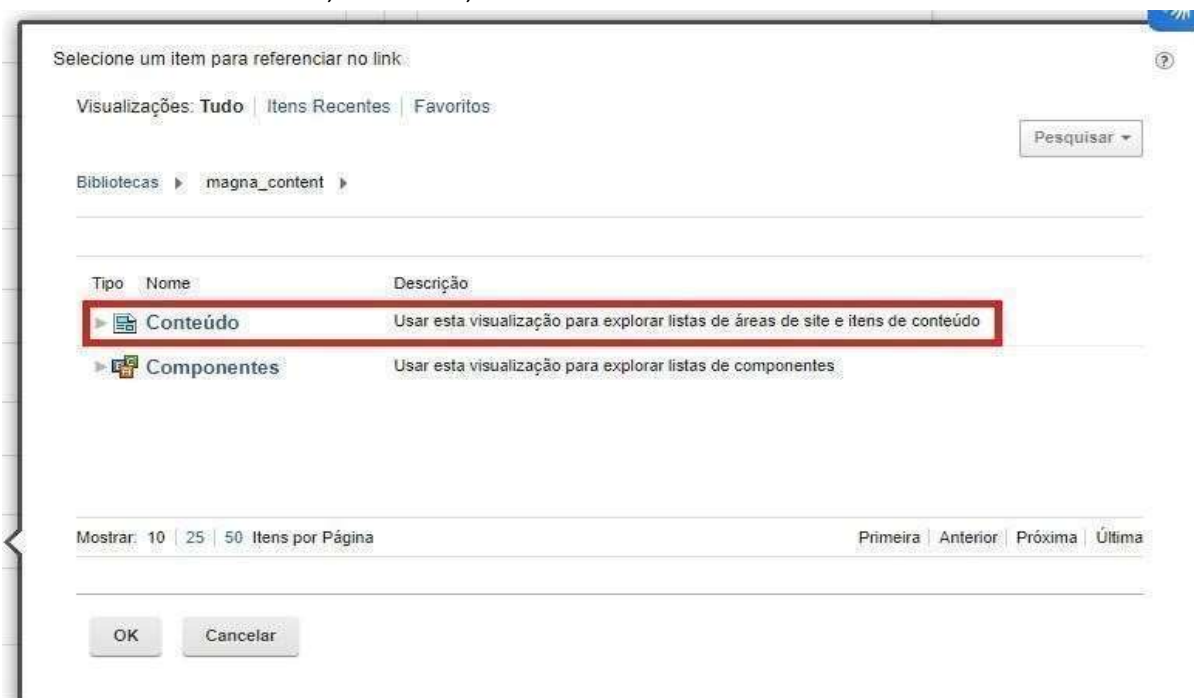 Selecione um item para referenciar no link
?
Visualizações: Tudo | Itens Recentes | Favoritos
Pesquisar
Bibliotecas magna_content
Tipo Nome Descrição
Conteúdo Usar esta visualização para explorar listas de áreas de site e itens de conteúdo
Componentes Usar esta visualização para explorar listas de componentes
Mostrar: 10 | 25 | 50 Itens por Página Primeira | Anterior | Próxima | Última
OK Cancelar